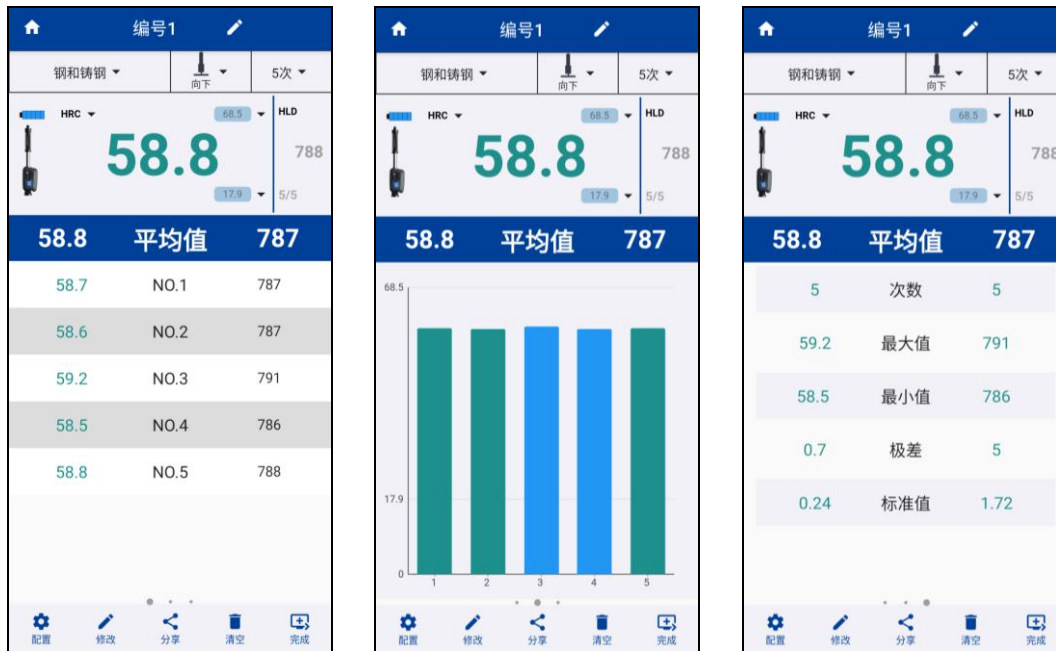 编号1
钢和铸钢
向下
5次
HRC
68.5
HLD
58.8
788
17.9
5/5
58.8 平均值 787
58.7 NO.1 787
58.6 NO.2 787
59.2 NO.3 791
58.5 NO.4 786
58.8 NO.5 788
配置 修改 分享 清空 完成
编号1
钢和铸钢
向下
5次
HRC
68.5
HLD
58.8
788
17.9
5/5
58.8 平均值 787
68.5
17.9
0
1 2 3 4 5
配置 修改 分享 清空 完成
编号1
钢和铸钢
向下
5次
HRC
68.5
HLD
58.8
788
17.9
5/5
58.8 平均值 787
5 次数 5
59.2 最大值 791
58.5 最小值 786
0.7 极差 5
0.24 标准值 1.72
配置 修改 分享 清空 完成